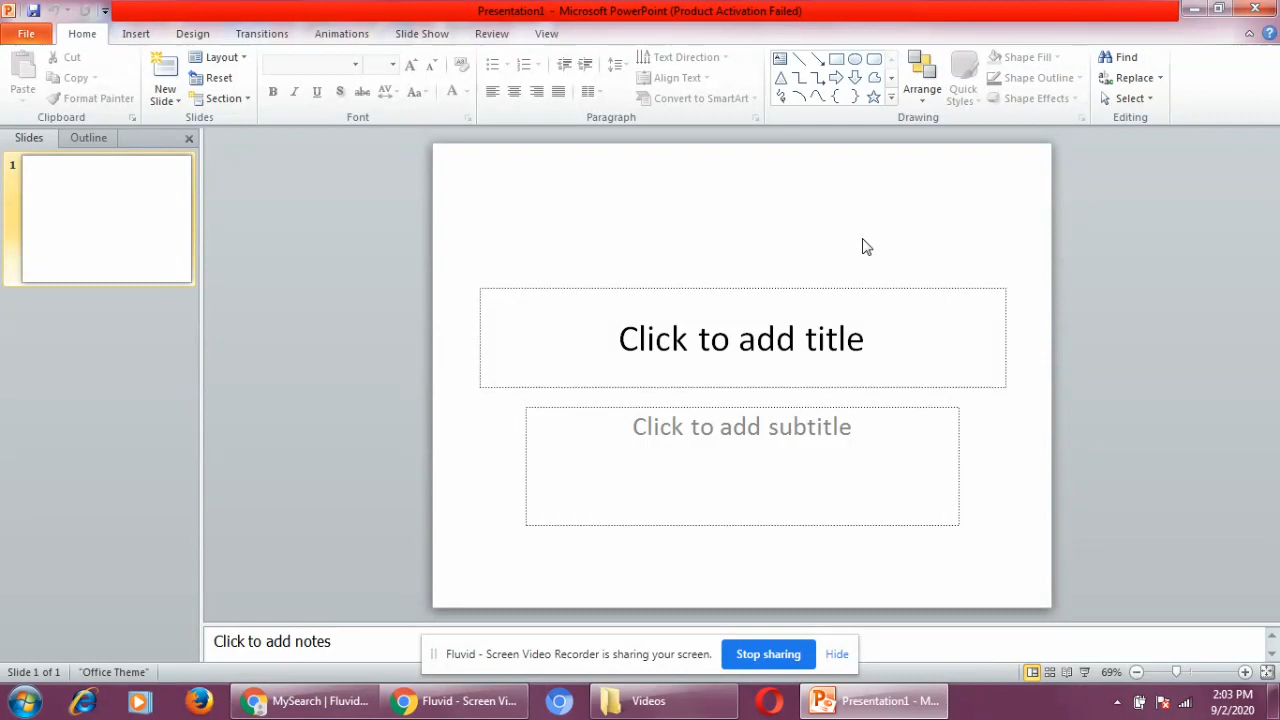 Presentation1 - Microsoft PowerPoint (Product Activation Failed)
File Home Insert Design Transitions Animations Slide Show Review View
Cut Layout Text Direction Shape Fill Find
Copy Reset Align Text Shape Outline Replace
Paste New Slide Arrange Quick Styles
Format Painter Section Convert to SmartArt Shape Effects Select
Clipboard Slides Font Paragraph Drawing Editing
Slides Outline
1
Click to add title
Click to add subtitle
Click to add notes
Fluvid - Screen Video Recorder is sharing your screen. Stop sharing Hide
Slide 1 of 1 "Office Theme" 69%
MySearch | Fluvid... Fluvid - Screen Vi... Videos Presentation1 - M...
2:03 PM
9/2/2020